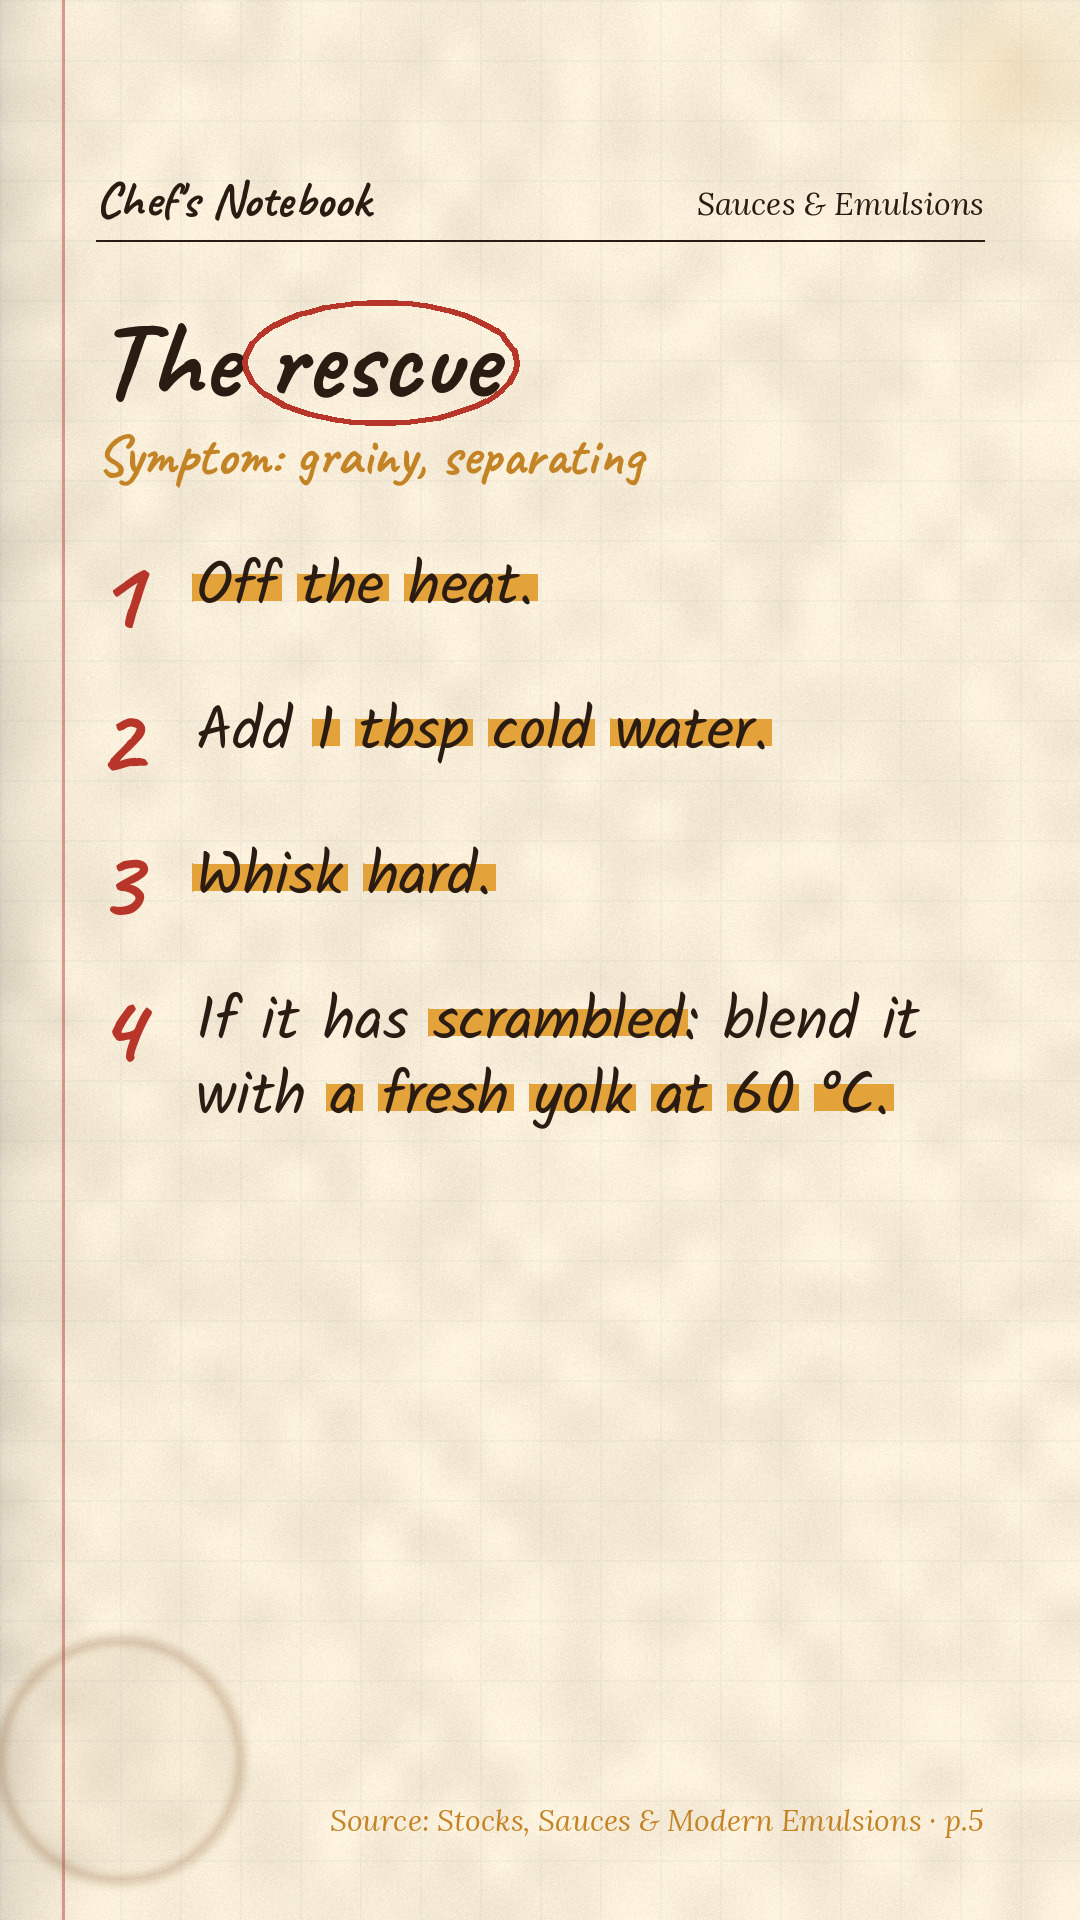 Chef's Notebook
Sauces & Emulsions
The rescue
Symptom: grainy, separating
1 Off the heat.
2 Add 1 tbsp cold water.
3 Whisk hard.
4 If it has scrambled: blend it
with a fresh yolk at 60 °C.
Source: Stocks, Sauces & Modern Emulsions · p.5